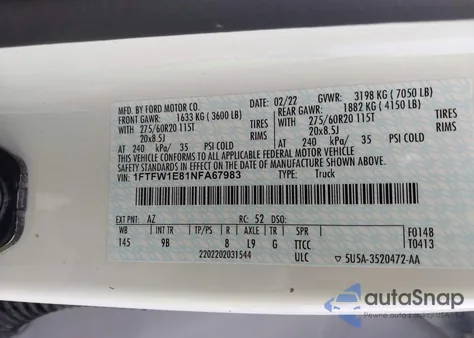 MFD. BY FORD MOTOR CO. 02/22 GVWR: 3198 KG ( 7050 LB)
FRONT GAWR: 1633 KG ( 3600 LB) REAR GAWR: 1882 KG ( 4150 LB)
WITH 275/60R20 115T TIRES WITH 275/60R20 115T TIRES
20x8.5J RIMS 20x8.5J RIMS
AT 240 kPa/ 35 PSI COLD AT 240 kPa/ 35 PSI COLD
THIS VEHICLE CONFORMS TO ALL APPLICABLE FEDERAL MOTOR VEHICLE
SAFETY STANDARDS IN EFFECT ON THE DATE OF MANUFACTURE SHOWN ABOVE.
VIN: 1FTFW1E81NFA67983 TYPE: Truck
EXT PNT: AZ RC: 52 DSO: F0148
WB INT TR TP/PS R AXLE TR SPR T0413
145 9B 8 L9 G TTCC
2202202031544 ULC 5U5A-3520472-AA
autaSnap